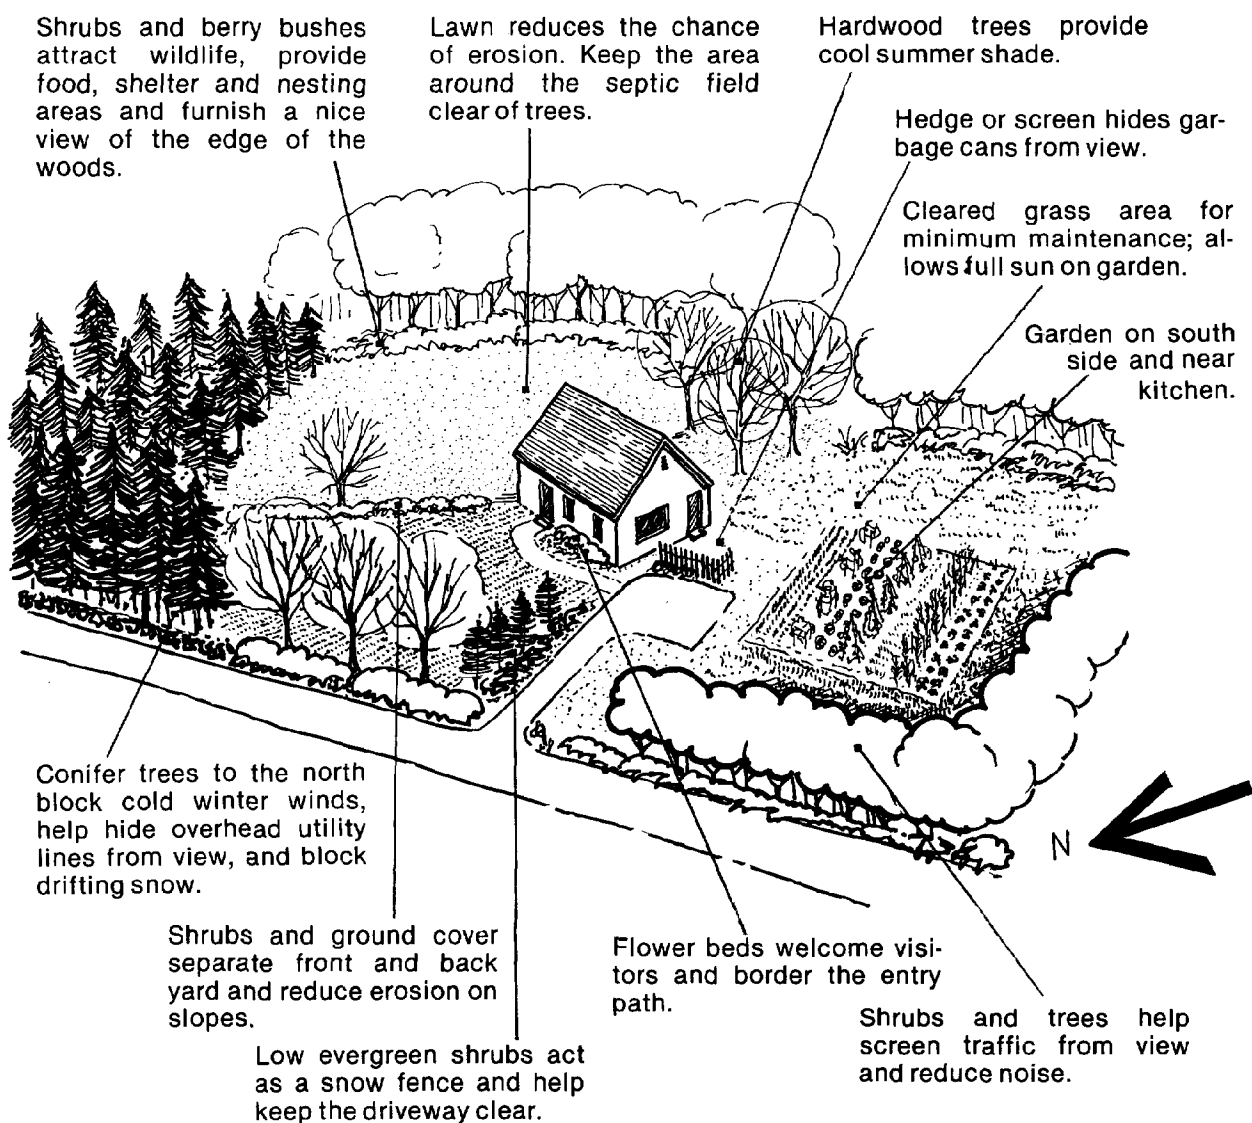 Shrubs and berry bushes
attract wildlife, provide
food, shelter and nesting
areas and furnish a nice
view of the edge of the
woods.
Lawn reduces the chance
of erosion. Keep the area
around the septic field
clear of trees.
Hardwood trees provide
cool summer shade.
Hedge or screen hides gar-
bage cans from view.
Cleared grass area for
minimum maintenance; al-
lows full sun on garden.
Garden on south
side and near
kitchen.
Conifer trees to the north
block cold winter winds,
help hide overhead utility
lines from view, and block
drifting snow.
Shrubs and ground cover
separate front and back
yard and reduce erosion on
slopes.
Low evergreen shrubs act
as a snow fence and help
keep the driveway clear.
Flower beds welcome visi-
tors and border the entry
path.
Shrubs and trees help
screen traffic from view
and reduce noise.
N